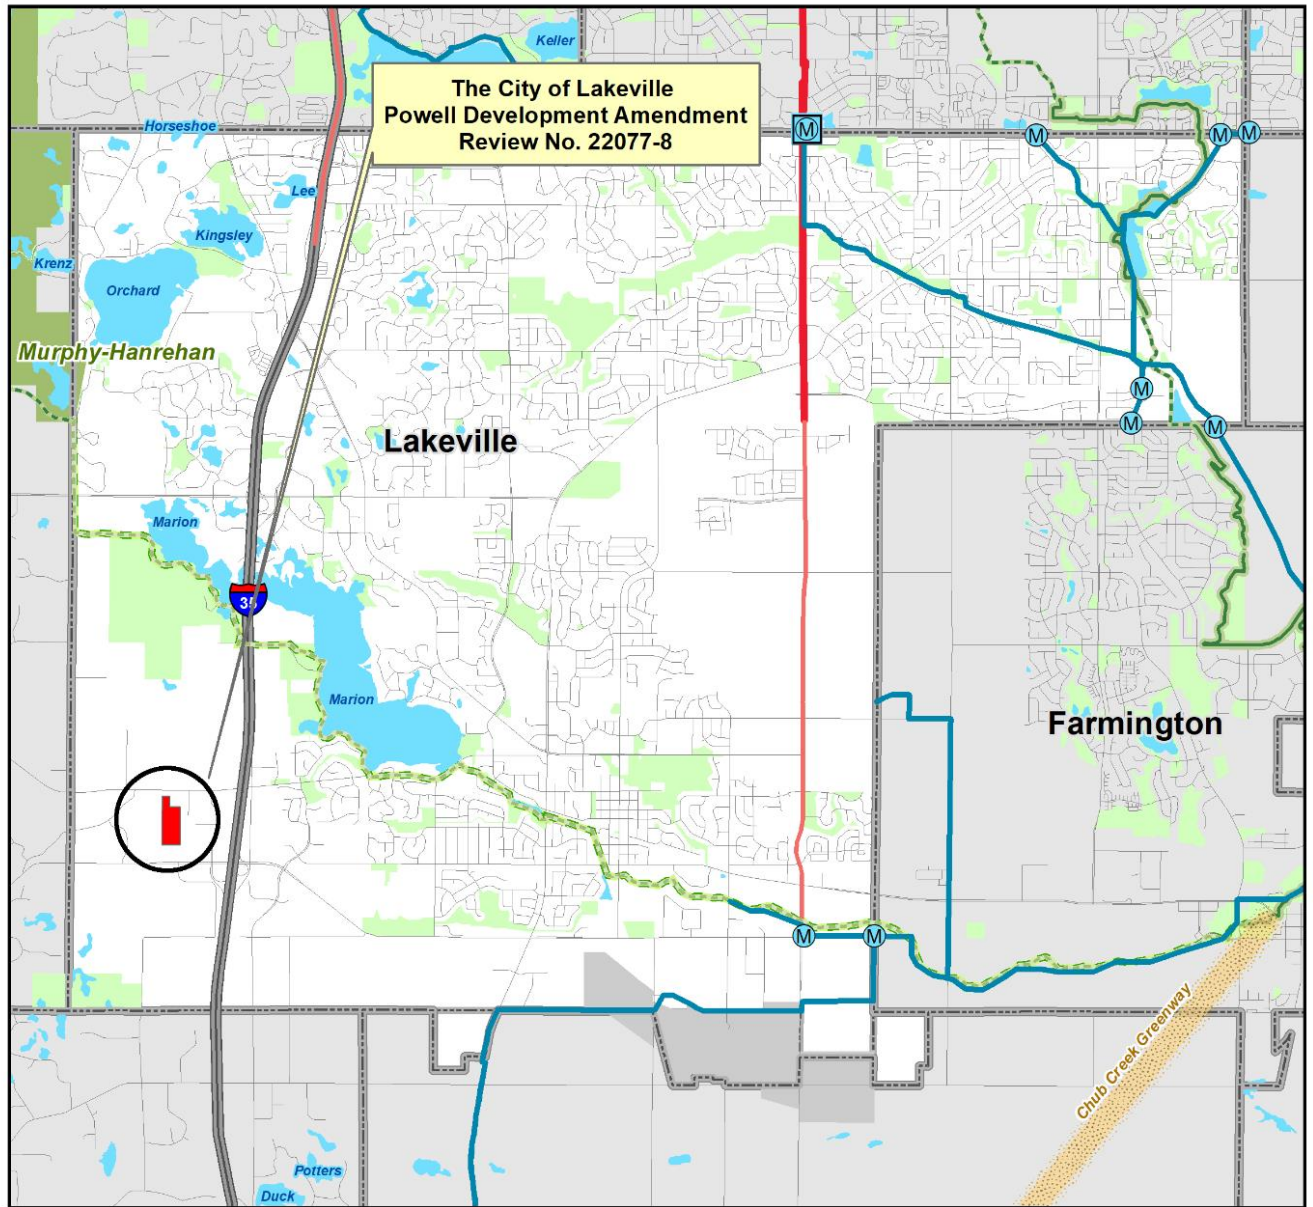 Keller
The City of Lakeville
Powell Development Amendment
Review No. 22077-8
Horseshoe
M
M
M
M
Lee
Kingsley
Krenz
Orchard
Murphy-Hanrehan
M
M
M
Lakeville
Marion
35
Marion
Farmington
M
M
Chub Creek Greenway
Potters
Duck